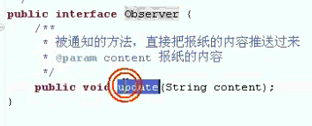 */
public interface Observer {
/**
* 被通知的方法，直接把报纸的内容推送过来
* @param content 报纸的内容
*/
public void update(String content);
}